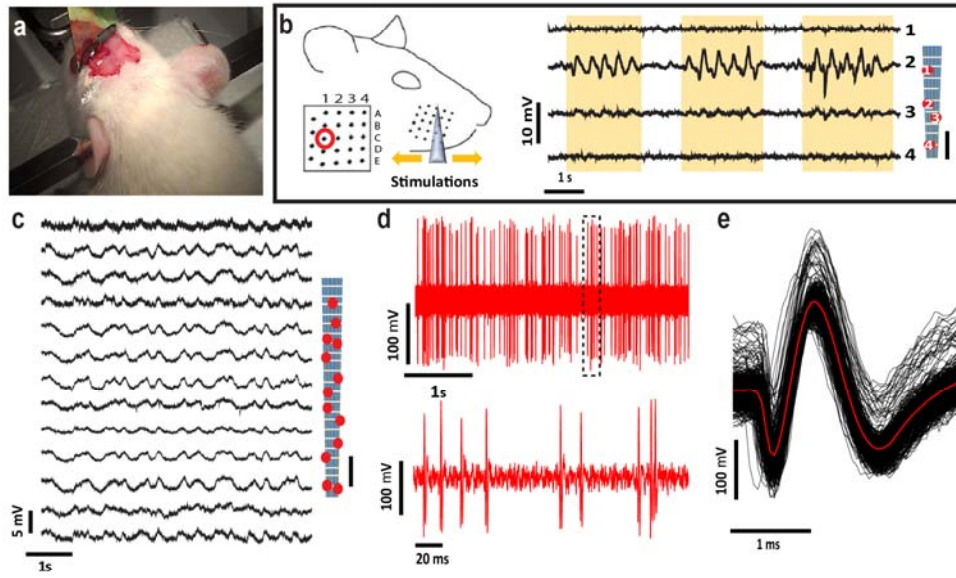 a
b
1 2 3 4
A
B
C
D
E
Stimulations
10 mV
1 s
1
2
3
4
1
2
3
4
c
5 mV
1s
d
100 mV
1s
100 mV
20 ms
e
100 mV
1 ms